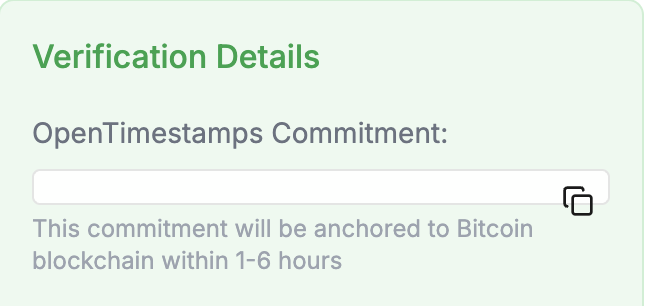 Verification Details
OpenTimestamps Commitment:
This commitment will be anchored to Bitcoin
blockchain within 1-6 hours